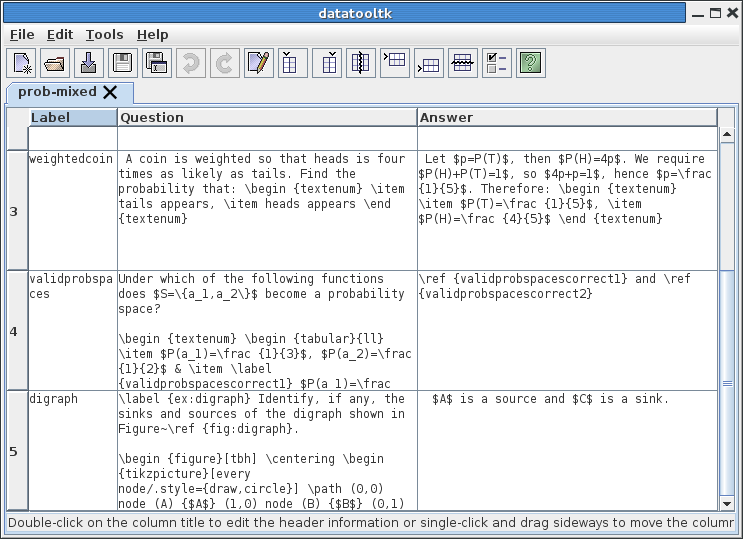 datatooltk
File Edit Tools Help
prob-mixed
Label Question Answer
3
weightedcoin
A coin is weighted so that heads is four
times as likely as tails. Find the
probability that: \begin {textenum} \item
tails appears, \item heads appears \end
{textenum}
Let $p=P(T)$, then $P(H)=4p$. We require
$P(H)+P(T)=1$, so $4p+p=1$, hence $p=\frac
{1}{5}$. Therefore: \begin {textenum}
\item $P(T)=\frac {1}{5}$, \item
$P(H)=\frac {4}{5}$ \end {textenum}
4
validprobspa
ces
Under which of the following functions
does $S=\{a_1,a_2\}$ become a probability
space?
\begin {textenum} \begin {tabular}{ll}
\item $P(a_1)=\frac {1}{3}$, $P(a_2)=\frac
{1}{2}$ & \item \label
{validprobspacescorrect1} $P(a_1)=\frac
\ref {validprobspacescorrect1} and \ref
{validprobspacescorrect2}
5
digraph
\label {ex:digraph} Identify, if any, the
sinks and sources of the digraph shown in
Figure~\ref {fig:digraph}.
\begin {figure}[tbh] \centering \begin
{tikzpicture}[every
node/.style={draw,circle}] \path (0,0)
node (A) {$A$} (1,0) node (B) {$B$} (0,1)
$A$ is a source and $C$ is a sink.
Double-click on the column title to edit the header information or single-click and drag sideways to move the column